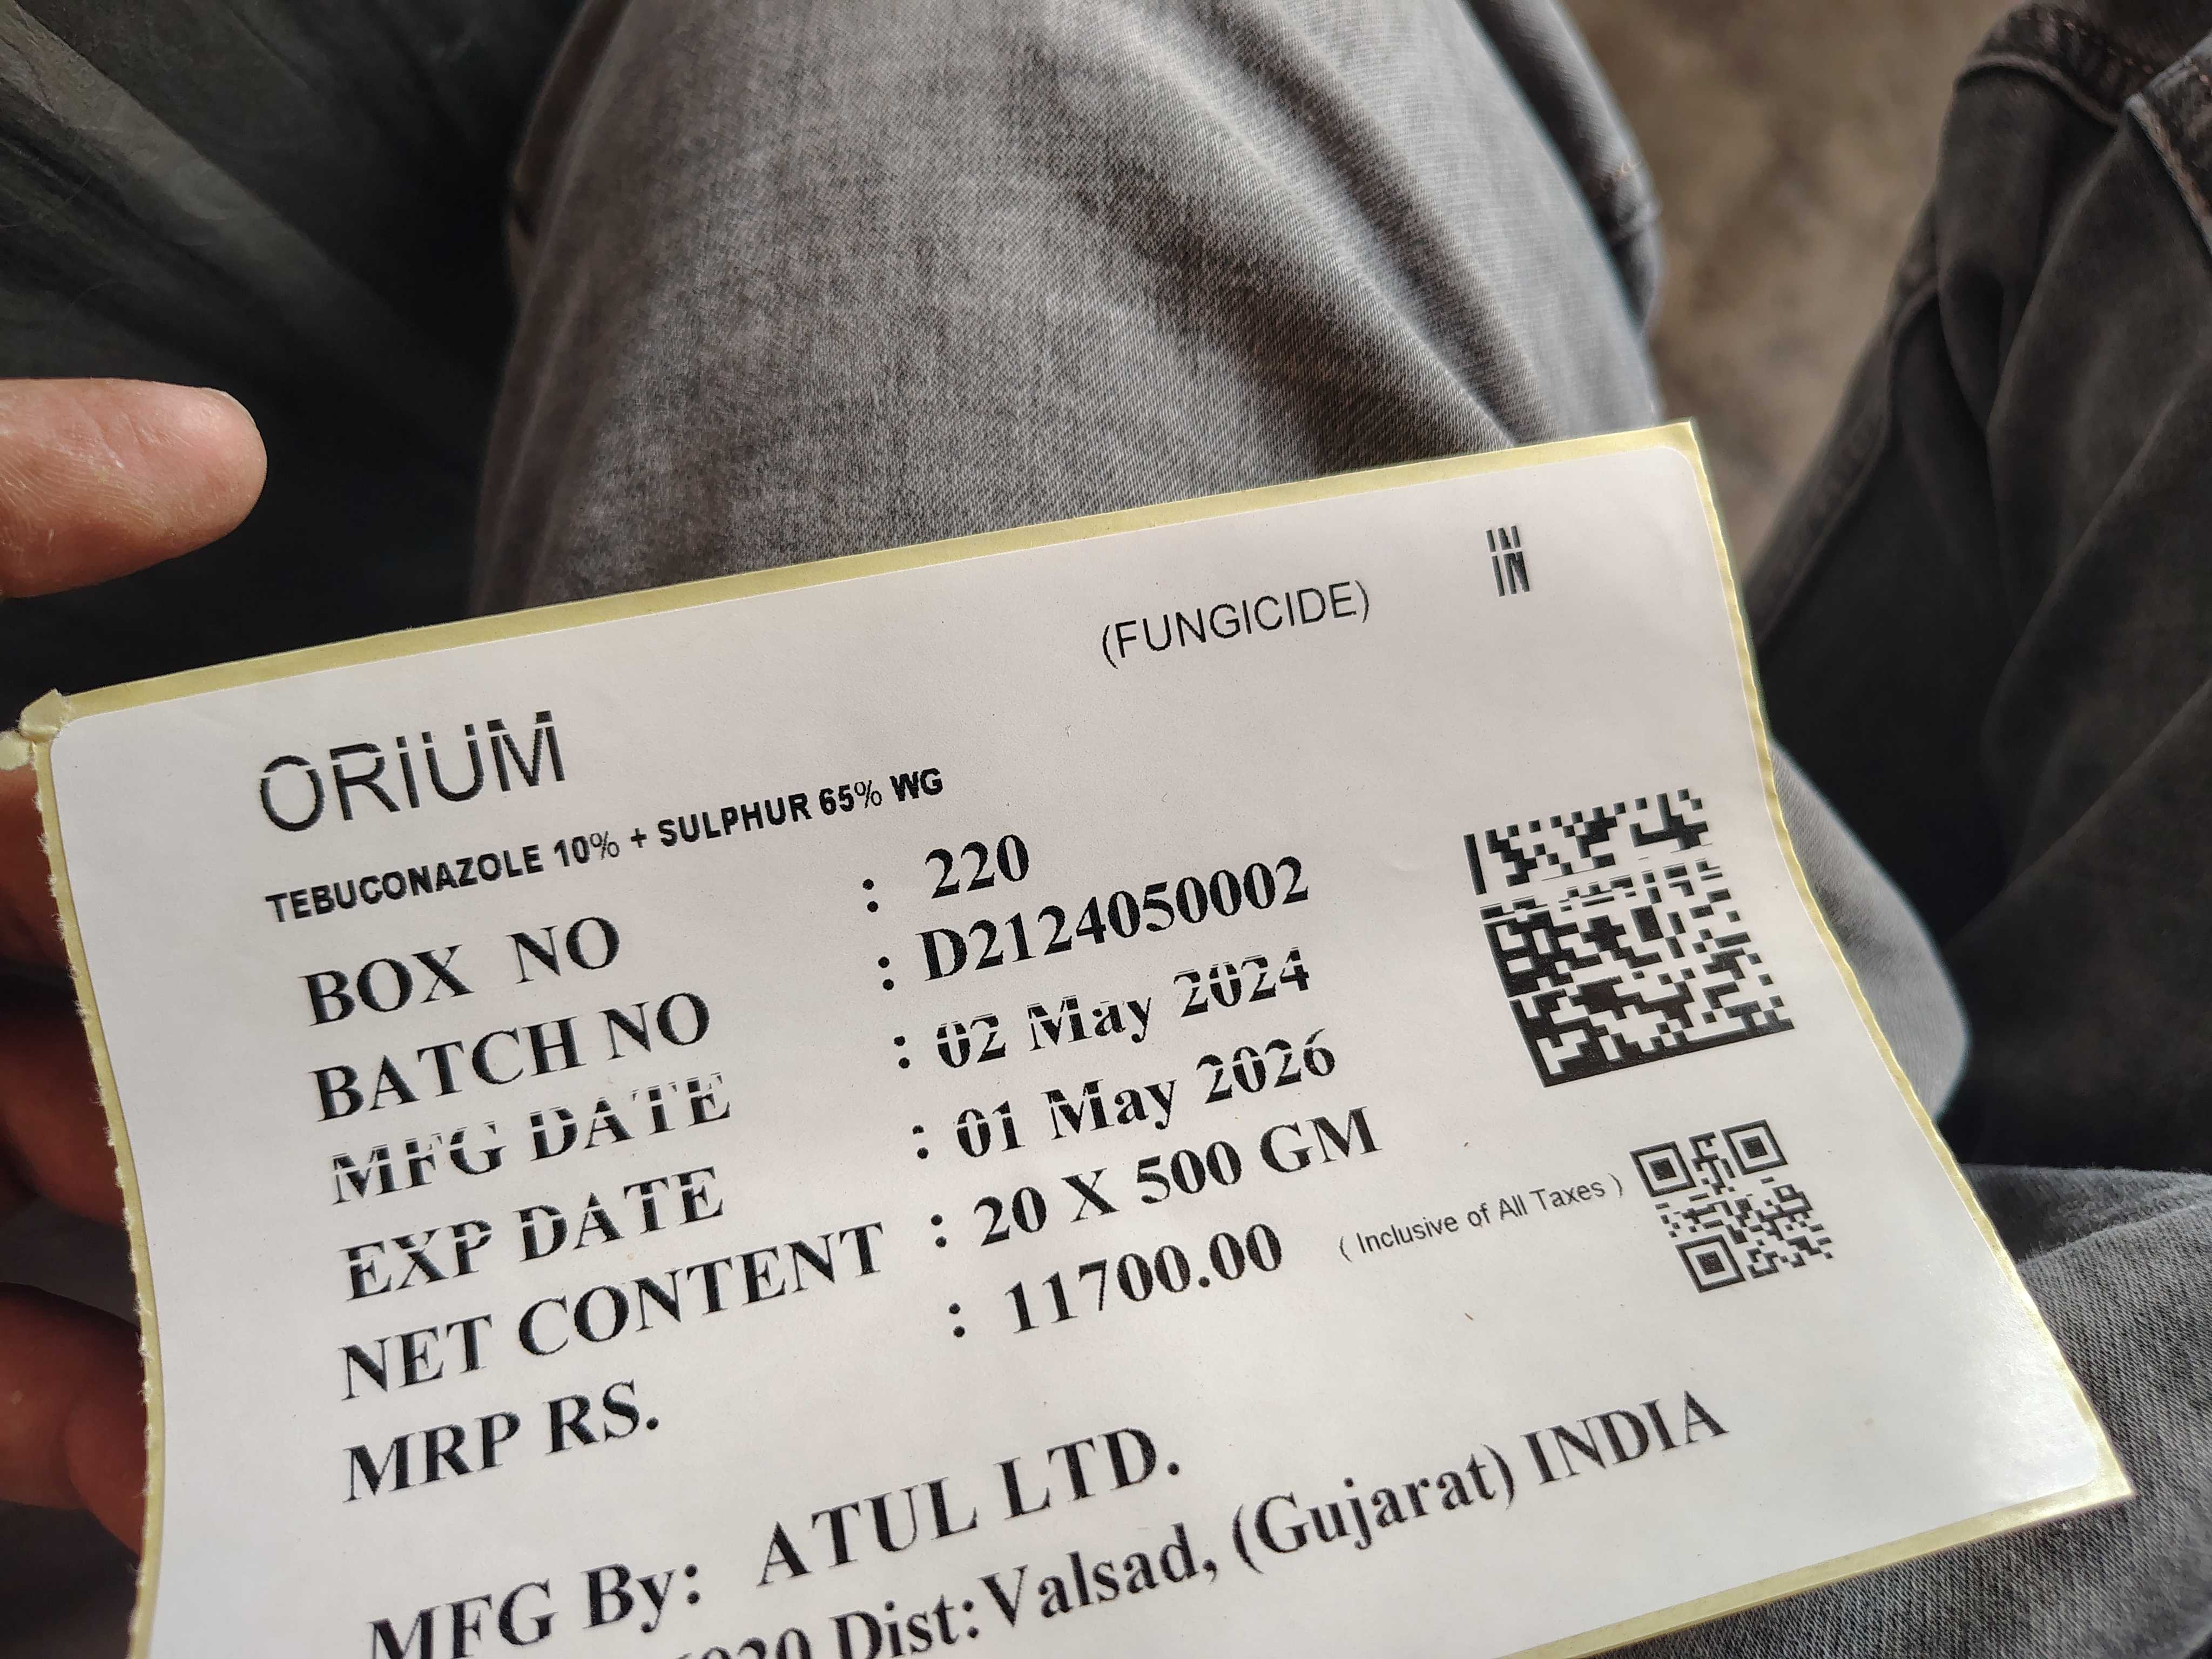 (FUNGICIDE)
IN
ORIUM
TEBUCONAZOLE 10% + SULPHUR 65% WG
BOX NO : 220
BATCH NO : D2124050002
MFG DATE : 02 May 2024
EXP DATE : 01 May 2026
NET CONTENT : 20 X 500 GM
MRP RS. : 11700.00 ( Inclusive of All Taxes )
MFG By: ATUL LTD.
Dist:Valsad, (Gujarat) INDIA